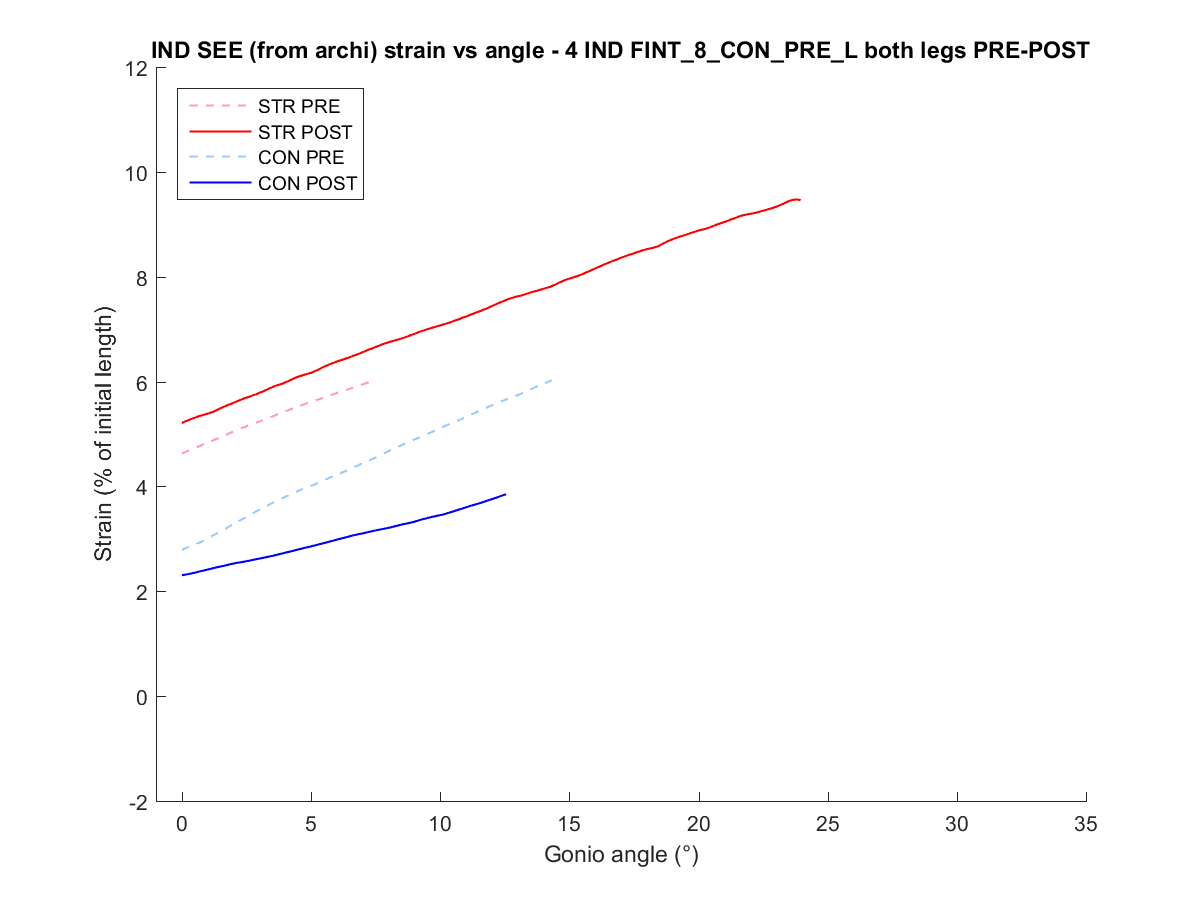 IND SEE (from archi) strain vs angle - 4 IND FINT_8_CON_PRE_L both legs PRE-POST
12
10
8
6
4
2
0
-2
Strain (% of initial length)
STR PRE
STR POST
CON PRE
CON POST
0 5 10 15 20 25 30 35
Gonio angle (°)